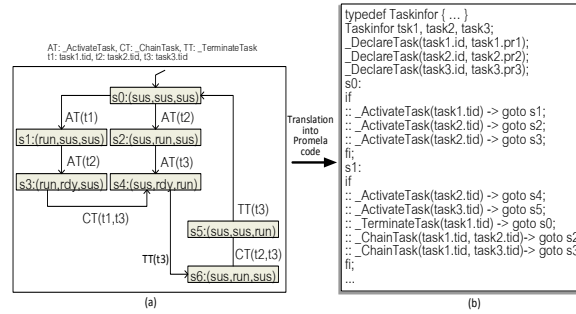 AT: _ActivateTask, CT: _ChainTask, TT: _TerminateTask
t1: task1.tid, t2: task2.tid, t3: task3.tid
s0:(sus,sus,sus)
AT(t1)
AT(t2)
s1:(run,sus,sus)
s2:(sus,run,sus)
AT(t2)
AT(t3)
s3:(run,rdy,sus)
s4:(sus,rdy,run)
CT(t1,t3)
TT(t3)
s5:(sus,sus,run)
TT(t3)
CT(t2,t3)
s6:(sus,run,sus)
(a)
Translation
into
Promela
code
typedef Taskinfor { ... }
Taskinfor tsk1, task2, task3;
_DeclareTask(task1.id, task1.pr1);
_DeclareTask(task2.id, task2.pr2);
_DeclareTask(task3.id, task3.pr3);
s0:
if
:: _ActivateTask(task1.tid) -> goto s1;
:: _ActivateTask(task2.tid) -> goto s2;
:: _ActivateTask(task2.tid) -> goto s3;
fi;
s1:
if
:: _ActivateTask(task2.tid) -> goto s4;
:: _ActivateTask(task3.tid) -> goto s5;
:: _TerminateTask(task1.tid) -> goto s0;
:: _ChainTask(task1.tid, task2.tid)-> goto s2
:: _ChainTask(task1.tid, task3.tid)-> goto s3
fi;
...
(b)